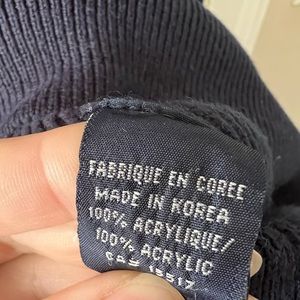 FABRIQUE EN COREE
MADE IN KOREA
100% ACRYLIQUE/
100% ACRYLIC